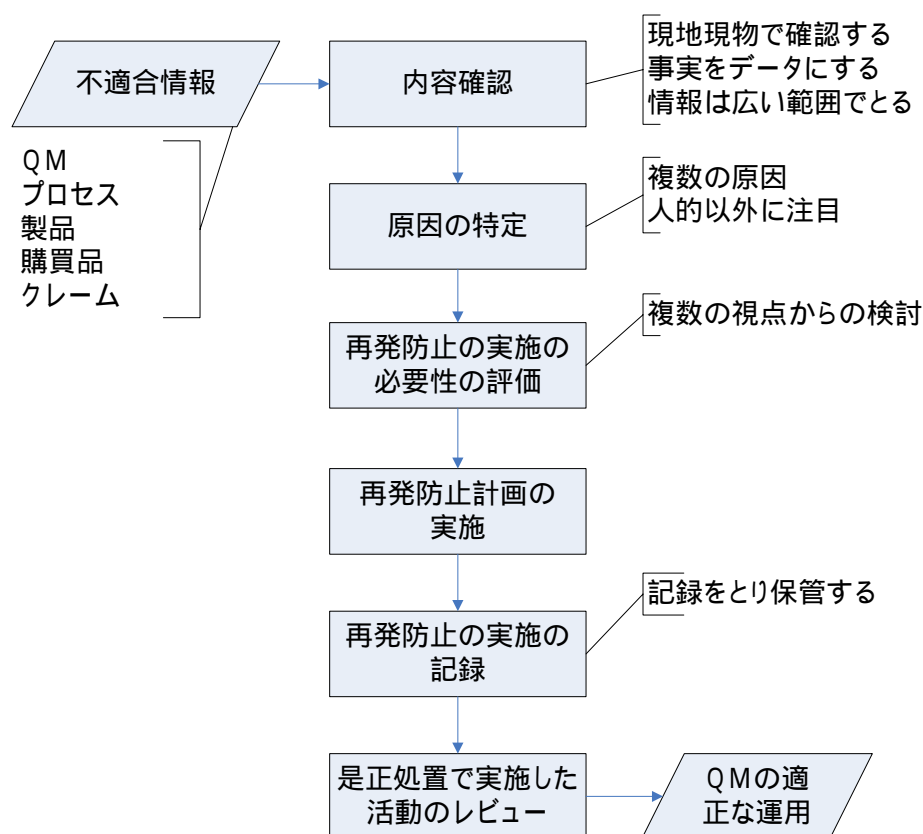 不適合情報
QM
プロセス
製品
購買品
クレーム
内容確認
現地現物で確認する
事実をデータにする
情報は広い範囲でとる
原因の特定
複数の原因
人的以外に注目
再発防止の実施の
必要性の評価
複数の視点からの検討
再発防止計画の
実施
再発防止の実施の
記録
記録をとり保管する
是正処置で実施した
活動のレビュー
QMの適
正な運用